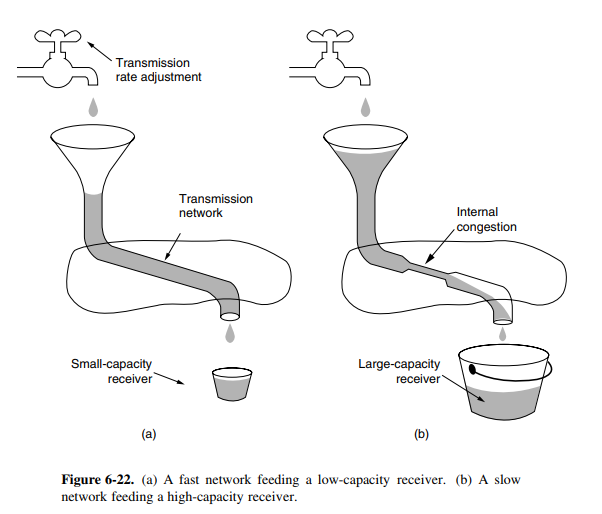 Transmission
rate adjustment
Transmission
network
Internal
congestion
Small-capacity
receiver
Large-capacity
receiver
(a)
(b)
Figure 6-22. (a) A fast network feeding a low-capacity receiver. (b) A slow
network feeding a high-capacity receiver.